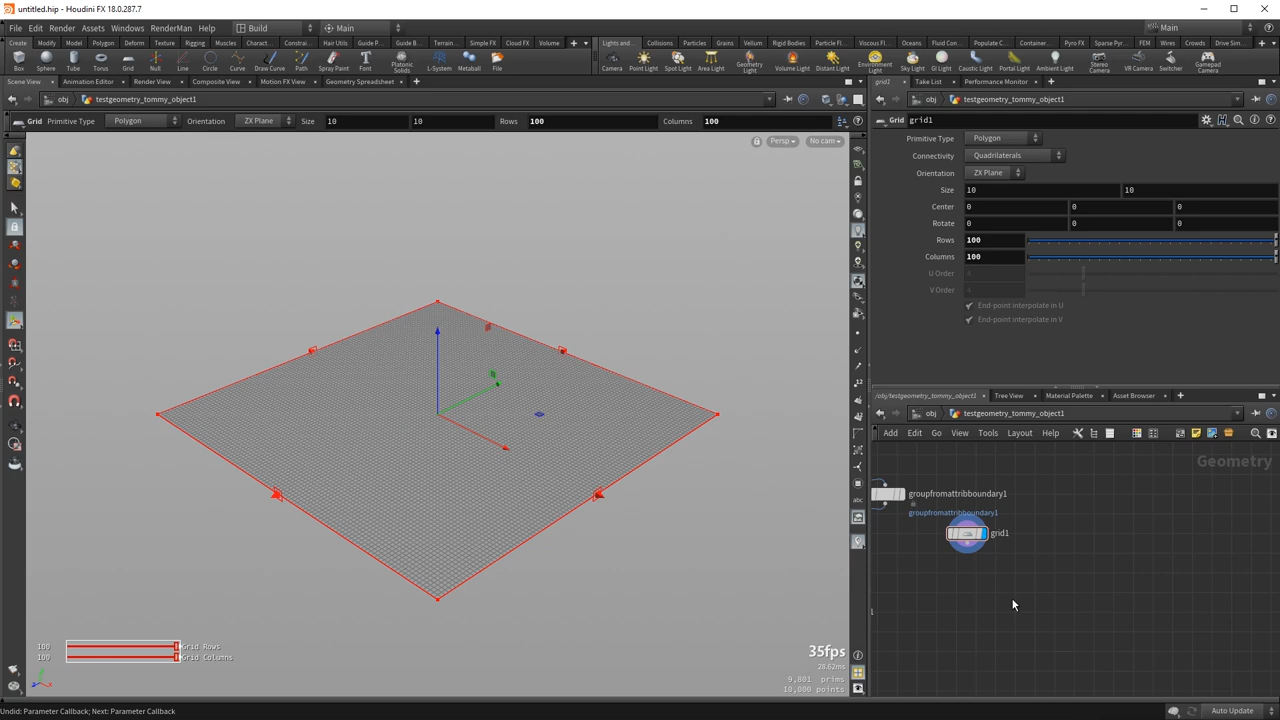 untitled.hip - Houdini FX 18.0.287.7
File Edit Render Assets Windows RenderMan Help Build Main Main
Create Modify Model Polygon Deform Texture Rigging Muscles Charact... Constrai... Hair Utils Guide P... Guide B... Terrain... Simple FX Cloud FX Volume
Lights and... Collisions Particles Grains Vellum Rigid Bodies Particle Fl... Viscous Fl... Oceans Fluid Con... Populate C... Container... Pyro FX Sparse Pyr... FEM Wires Crowds Drive Sim...
Box Sphere Tube Torus Grid Null Line Circle Curve Draw Curve Path Spray Paint Font Platonic Solids L-System Metaball File
Camera Point Light Spot Light Area Light Geometry Light Volume Light Distant Light Environment Light Sky Light GI Light Caustic Light Portal Light Ambient Light Stereo Camera VR Camera Switcher Gamepad Camera
Scene View Animation Editor Render View Composite View Motion FX View Geometry Spreadsheet
grid1 Take List Performance Monitor
obj testgeometry_tommy_object1
obj testgeometry_tommy_object1
Grid Primitive Type Polygon Orientation ZX Plane Size 10 10 Rows 100 Columns 100
Grid grid1
Persp No cam
Primitive Type Polygon
Connectivity Quadrilaterals
Orientation ZX Plane
Size 10 10
Center 0 0 0
Rotate 0 0 0
Rows 100
Columns 100
U Order 4
V Order 4
End-point interpolate in U
End-point interpolate in V
/obj/testgeometry_tommy_object1 Tree View Material Palette Asset Browser
obj testgeometry_tommy_object1
Add Edit Go View Tools Layout Help
Geometry
groupfromattribboundary1
groupfromattribboundary1
grid1
100 Grid Rows
100 Grid Columns
35fps
28.62ms
9,801 prims
10,000 points
Undid: Parameter Callback; Next: Parameter Callback
Auto Update